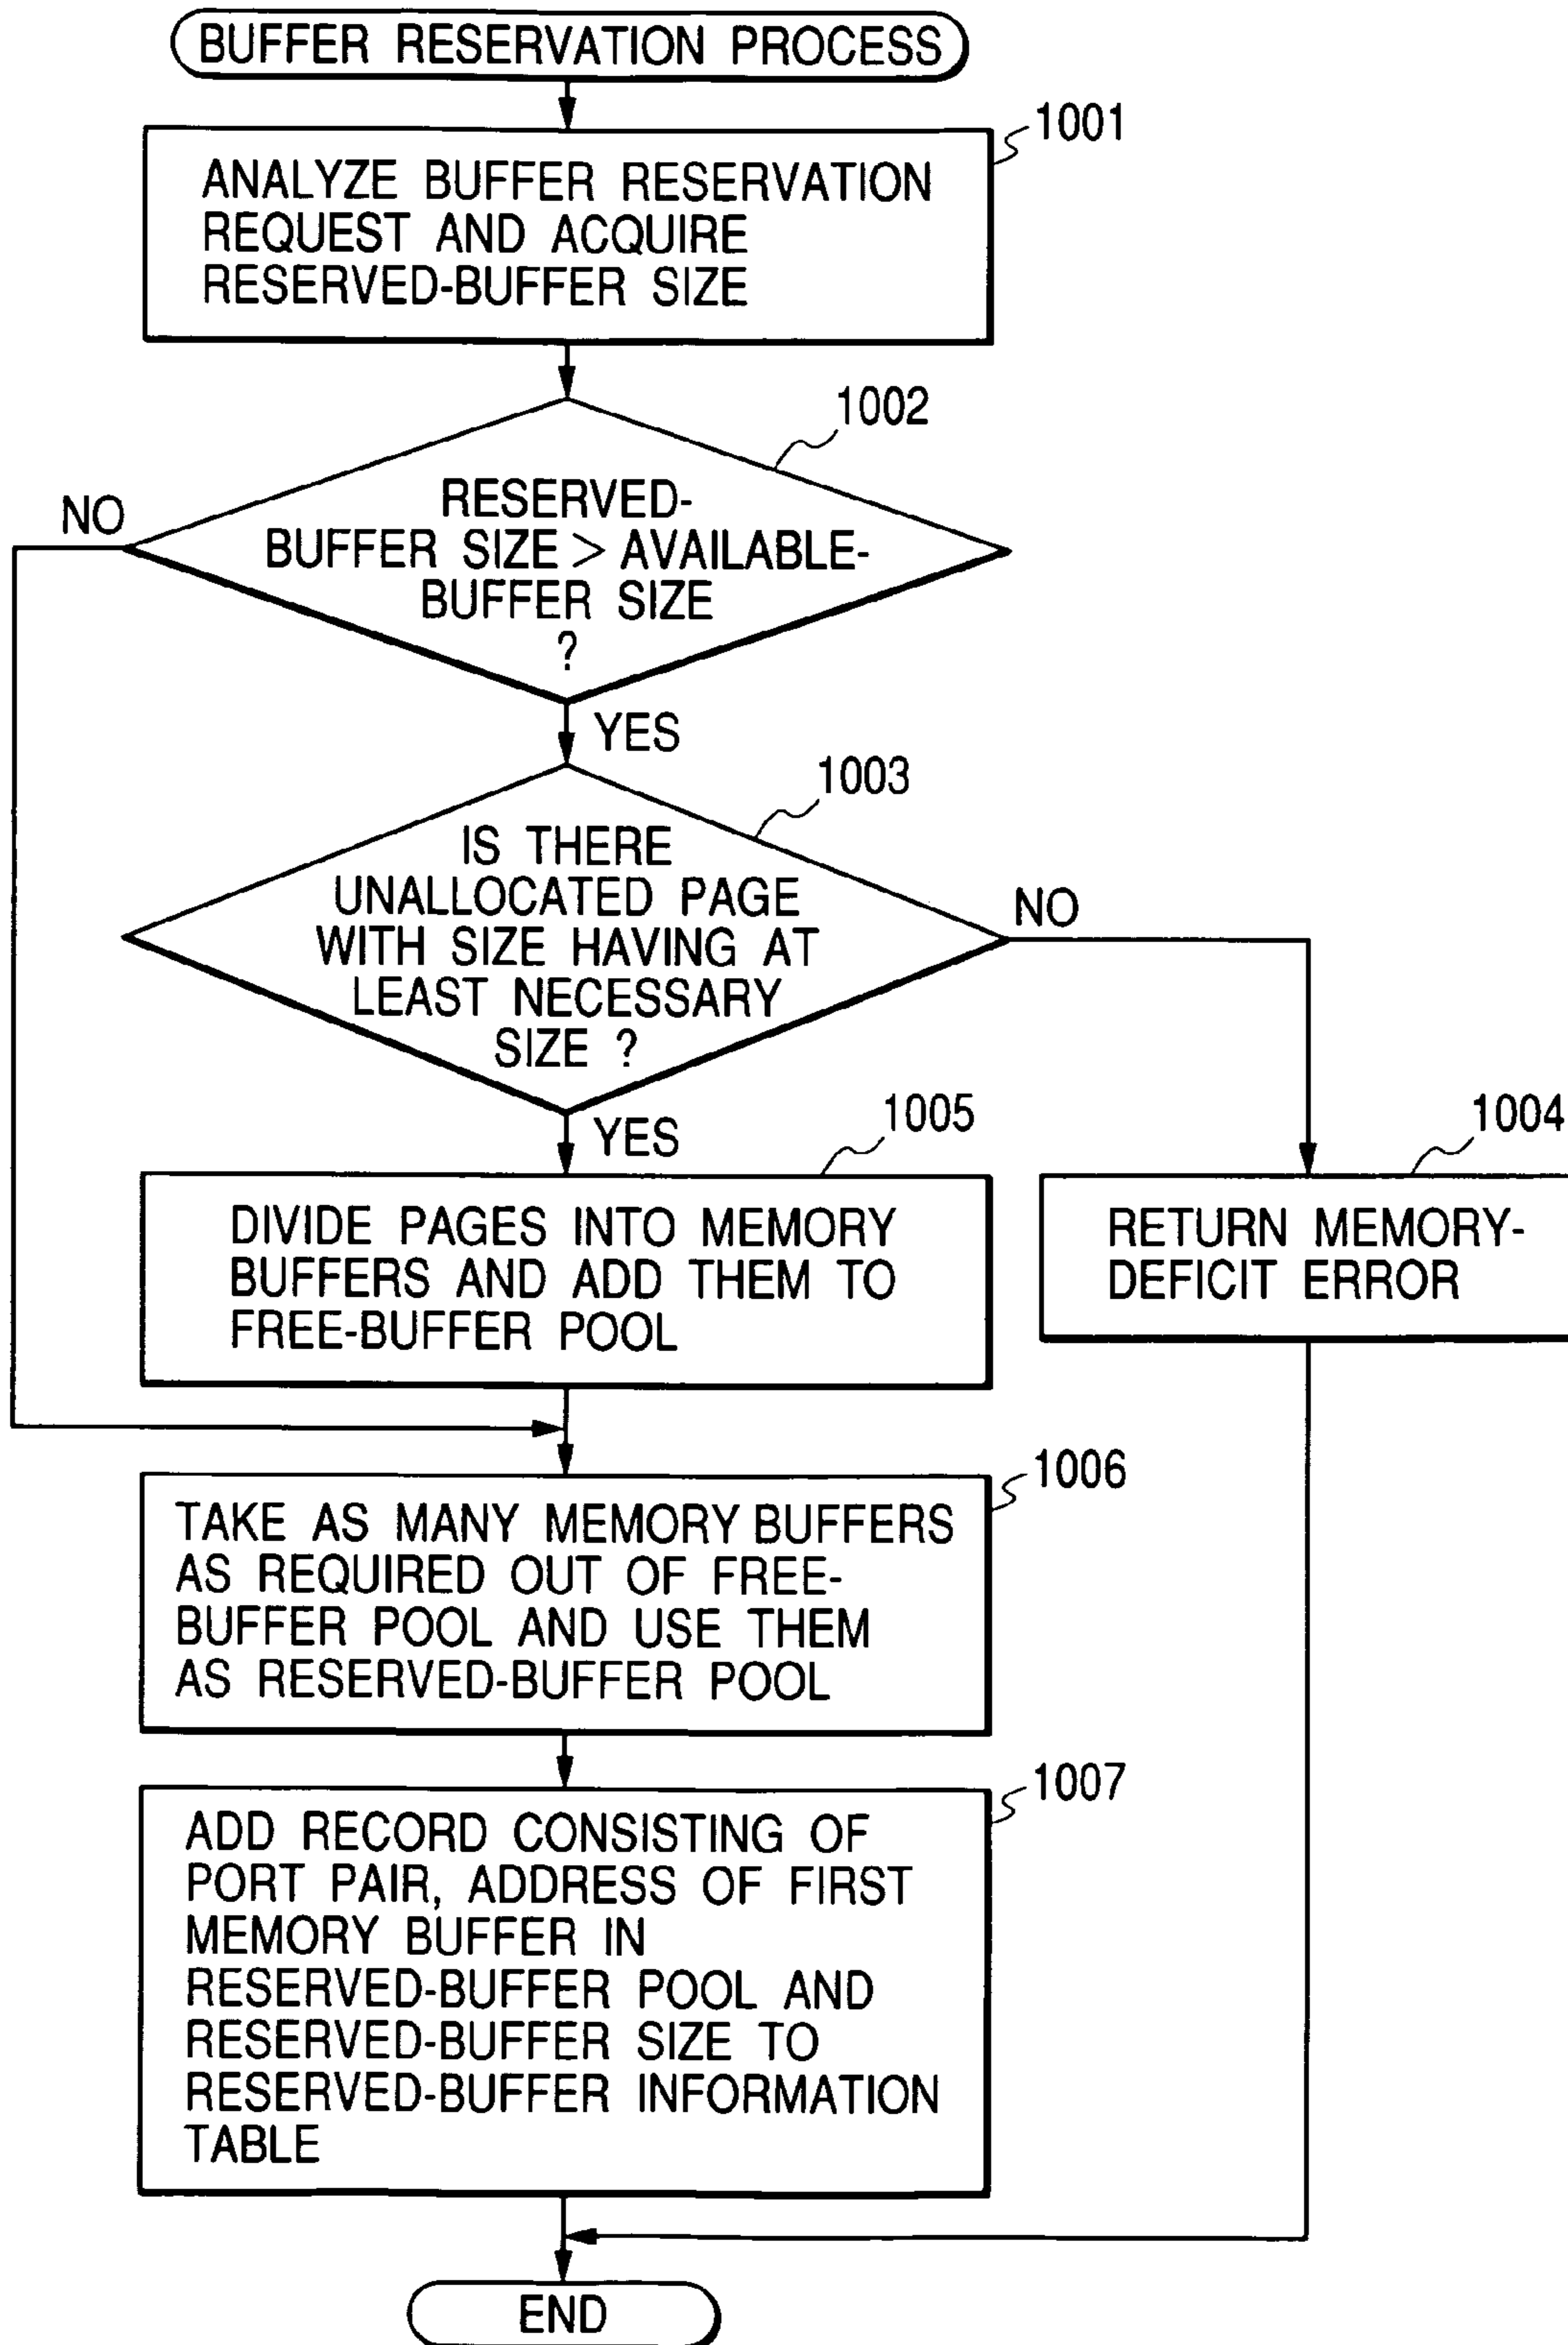 BUFFER RESERVATION PROCESS
1001
ANALYZE BUFFER RESERVATION
REQUEST AND ACQUIRE
RESERVED-BUFFER SIZE
1002
RESERVED-
BUFFER SIZE > AVAILABLE-
BUFFER SIZE
?
NO
YES
1003
IS THERE
UNALLOCATED PAGE
WITH SIZE HAVING AT
LEAST NECESSARY
SIZE ?
NO
YES
1005
DIVIDE PAGES INTO MEMORY
BUFFERS AND ADD THEM TO
FREE-BUFFER POOL
1004
RETURN MEMORY-
DEFICIT ERROR
1006
TAKE AS MANY MEMORY BUFFERS
AS REQUIRED OUT OF FREE-
BUFFER POOL AND USE THEM
AS RESERVED-BUFFER POOL
1007
ADD RECORD CONSISTING OF
PORT PAIR, ADDRESS OF FIRST
MEMORY BUFFER IN
RESERVED-BUFFER POOL AND
RESERVED-BUFFER SIZE TO
RESERVED-BUFFER INFORMATION
TABLE
END